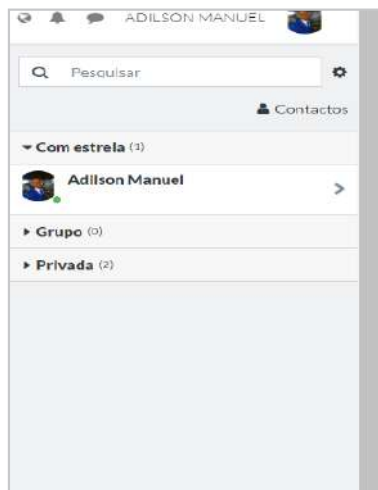 ADILSON MANUEL
Pesquisar
Contactos
Com estrela (1)
Adilson Manuel
Grupo (0)
Privada (2)